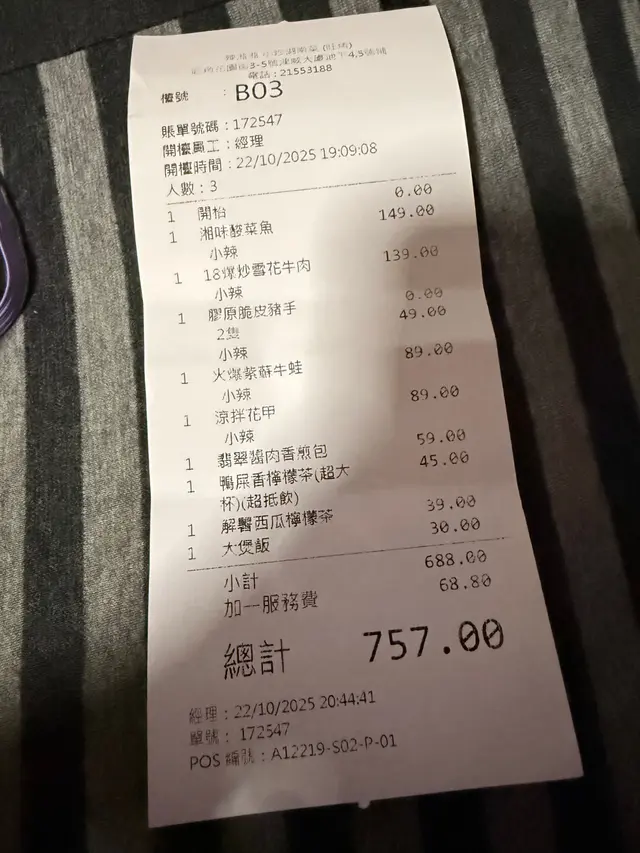 電話：21553188
檯號 : B03
賬單號碼：172547
開檯員工：經理
開檯時間：22/10/2025 19:09:08
人數：3
1 開枱 0.00
1 湘味酸菜魚 149.00
小辣
1 18爆炒雪花牛肉 139.00
小辣 0.00
1 膠原脆皮豬手 49.00
2隻
小辣
1 火爆紫蘇牛蛙 89.00
小辣
1 涼拌花甲 89.00
小辣
1 翡翠醬肉香煎包 59.00
1 鴨屎香檸檬茶(超大 45.00
杯)(超抵飲)
1 解醫西瓜檸檬茶 39.00
1 大煲飯 30.00
小計 688.00
加一服務費 68.80
總計 757.00
經理：22/10/2025 20:44:41
單號： 172547
POS 編號：A12219-S02-P-01